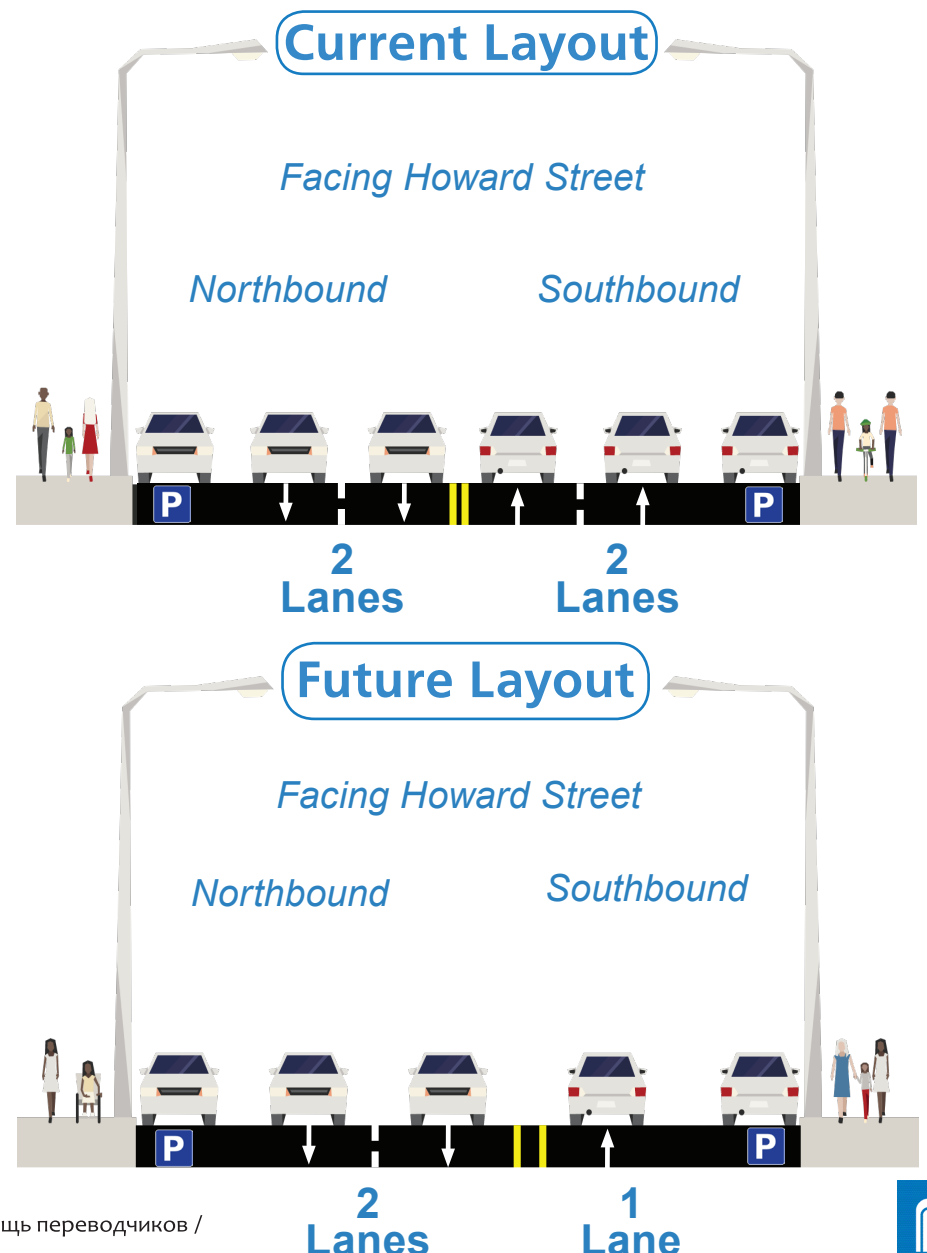 Current Layout
Facing Howard Street
Northbound Southbound
P P
2 2
Lanes Lanes
Future Layout
Facing Howard Street
Northbound Southbound
P P
2 1
Lanes Lane
щь переводчиков /